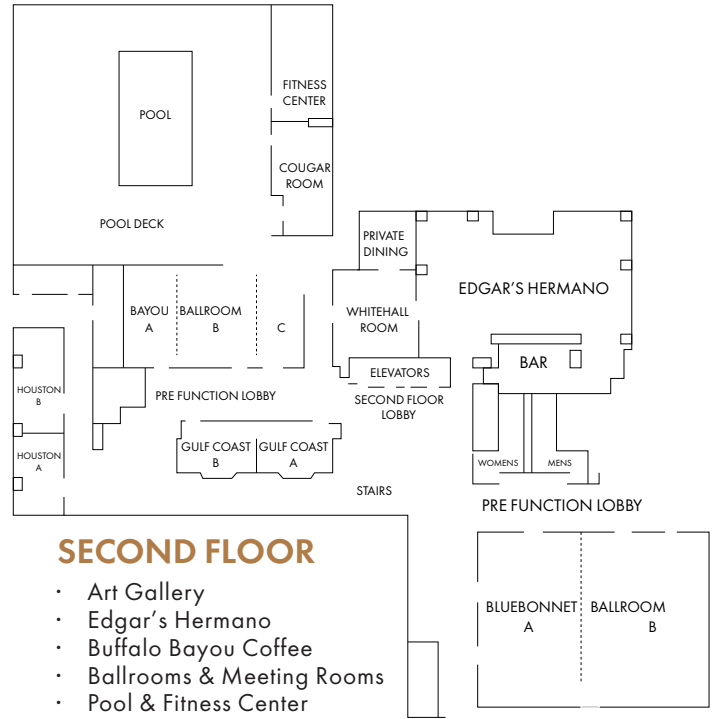 FITNESS
CENTER
POOL
COUGAR
ROOM
POOL DECK
PRIVATE
DINING
EDGAR'S HERMANO
BAYOU
A
BALLROOM
B
C
WHITEHALL
ROOM
BAR
ELEVATORS
HOUSTON
B
PRE FUNCTION LOBBY
SECOND FLOOR
LOBBY
GULF COAST
B
GULF COAST
A
HOUSTON
A
WOMENS
MENS
STAIRS
PRE FUNCTION LOBBY
SECOND FLOOR
· Art Gallery
· Edgar's Hermano
· Buffalo Bayou Coffee
· Ballrooms & Meeting Rooms
· Pool & Fitness Center
BLUEBONNET
A
BALLROOM
B